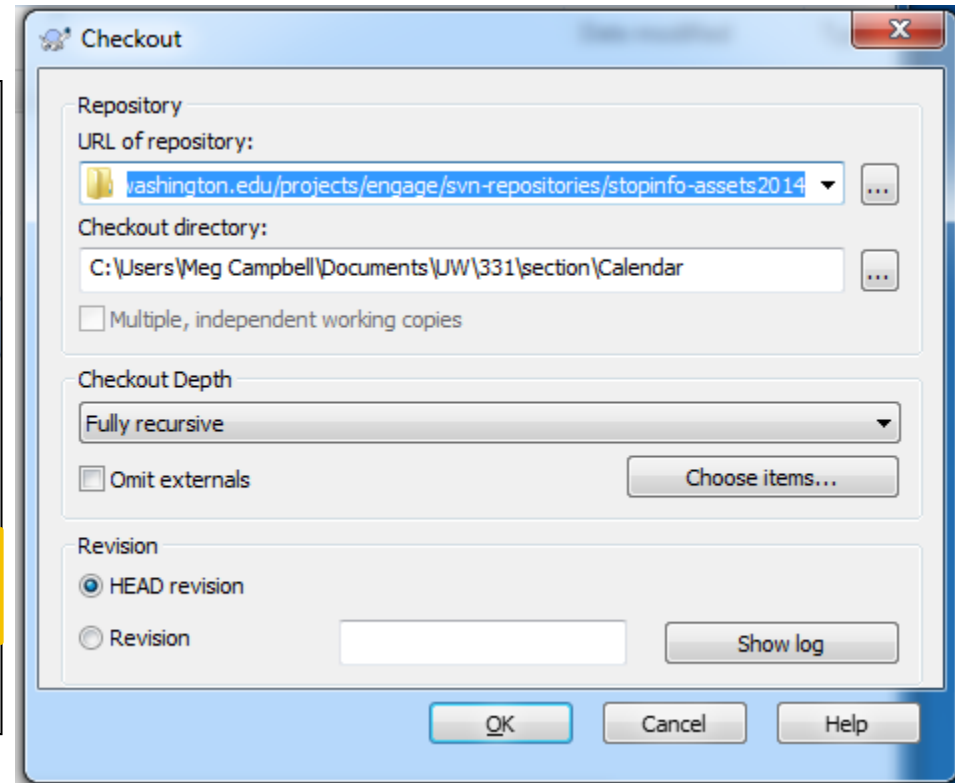 Checkout
Repository
URL of repository:
washington.edu/projects/engage/svn-repositories/stopinfo-assets2014
...
Checkout directory:
C:\Users\Meg Campbell\Documents\UW\331\section\Calendar
...
Multiple, independent working copies
Checkout Depth
Fully recursive
Omit externals
Choose items...
Revision
HEAD revision
Revision
Show log
OK
Cancel
Help